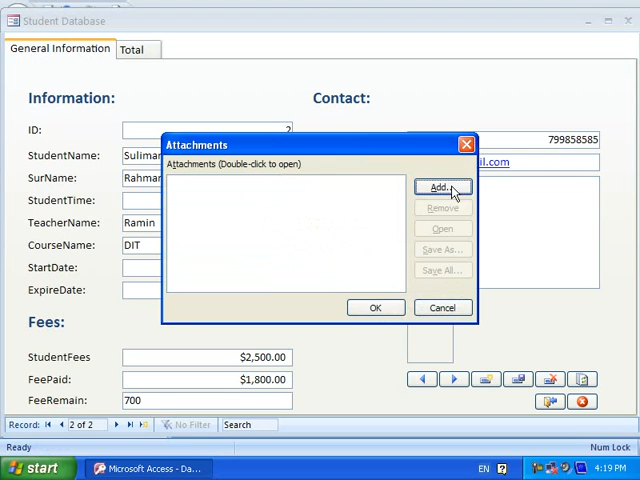 Student Database
General Information
Total
Information:
Contact:
ID:
2
799858585
StudentName:
Sulima
il.com
SurName:
Rahma
StudentTime:
TeacherName:
Ramin
CourseName:
DIT
StartDate:
ExpireDate:
Attachments
Attachments (Double-click to open)
Add...
Remove
Open
Save As...
Save All...
OK
Cancel
Fees:
StudentFees
$2,500.00
FeePaid:
$1,800.00
FeeRemain:
700
Record:
2 of 2
No Filter
Search
Ready
Num Lock
start
Microsoft Access - Da...
EN
4:19 PM